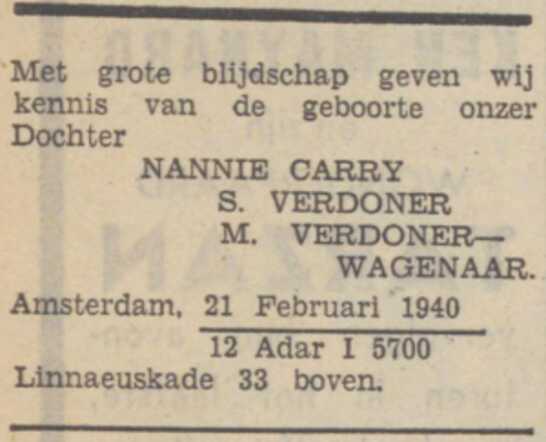 Met grote blijdschap geven wij
kennis van de geboorte onzer
Dochter
NANNIE CARRY
S. VERDONER
M. VERDONER—
WAGENAAR.
Amsterdam, 21 Februari 1940
12 Adar I 5700
Linnaeuskade 33 boven.